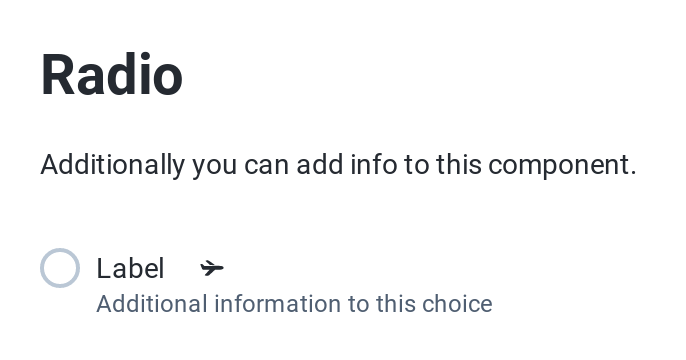 Radio
Additionally you can add info to this component.
Label
Additional information to this choice